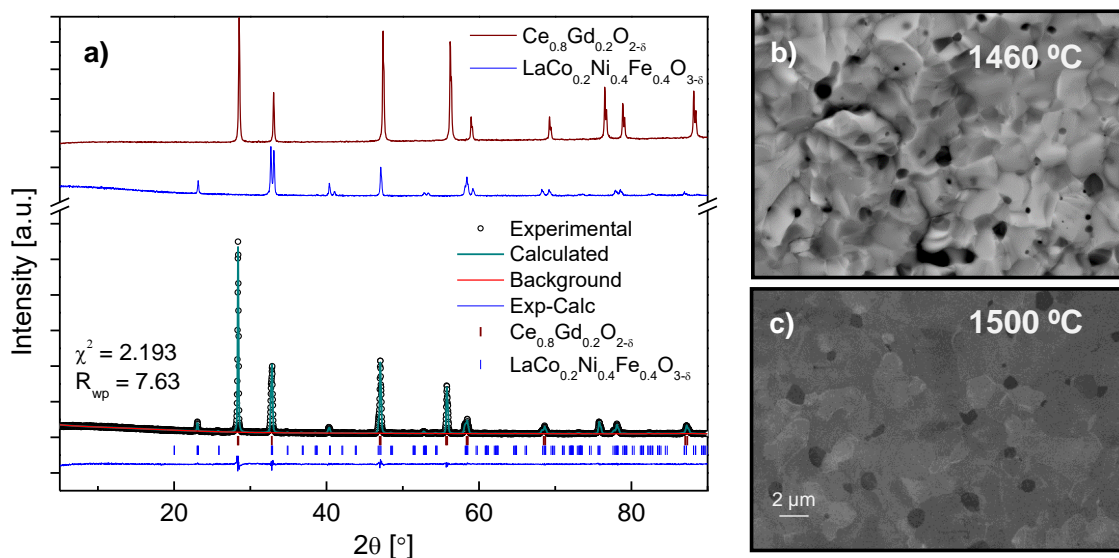 a)
Ce0.8Gd0.2O2-δ
LaCo0.2Ni0.4Fe0.4O3-δ
Experimental
Calculated
Background
Exp-Calc
Ce0.8Gd0.2O2-δ
LaCo0.2Ni0.4Fe0.4O3-δ
χ2 = 2.193
Rwp = 7.63
Intensity [a.u.]
20 40 60 80
2θ [°]
b) 1460 ºC
c) 1500 ºC
2 µm